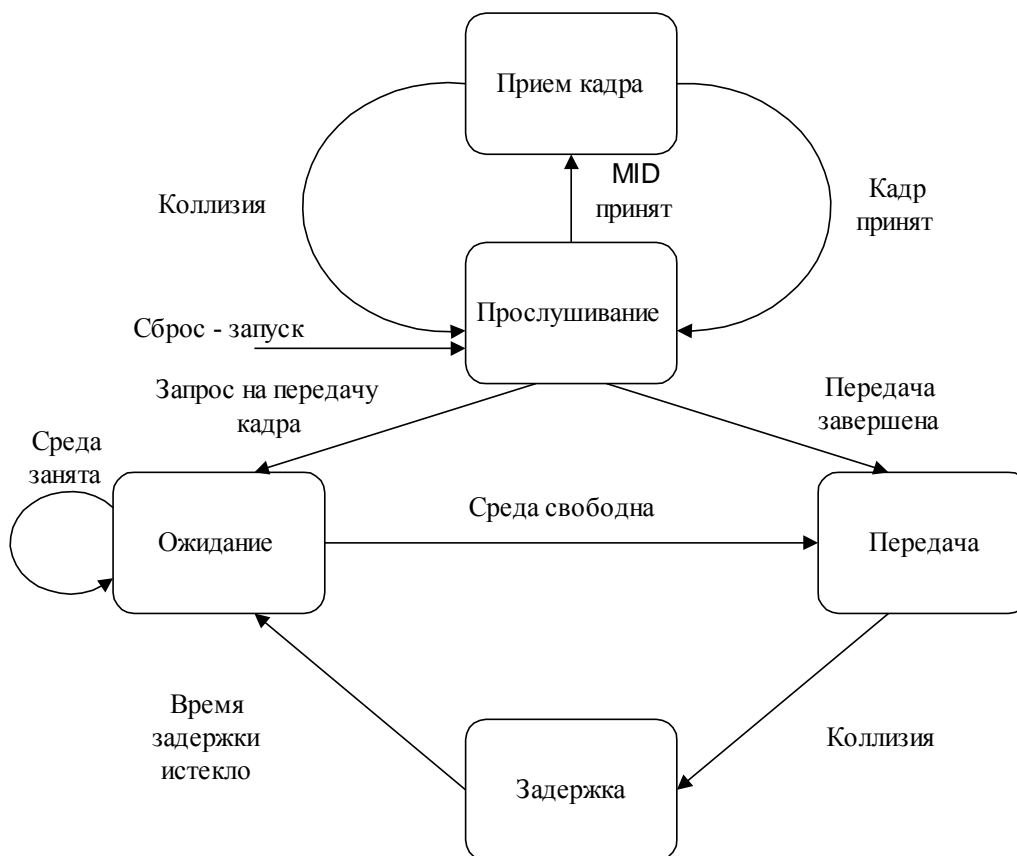 Прием кадра
MID
принят
Коллизия
Кадр
принят
Прослушивание
Сброс - запуск
Запрос на передачу
кадра
Передача
завершена
Среда
занята
Среда свободна
Ожидание
Передача
Время
задержки
истекло
Коллизия
Задержка